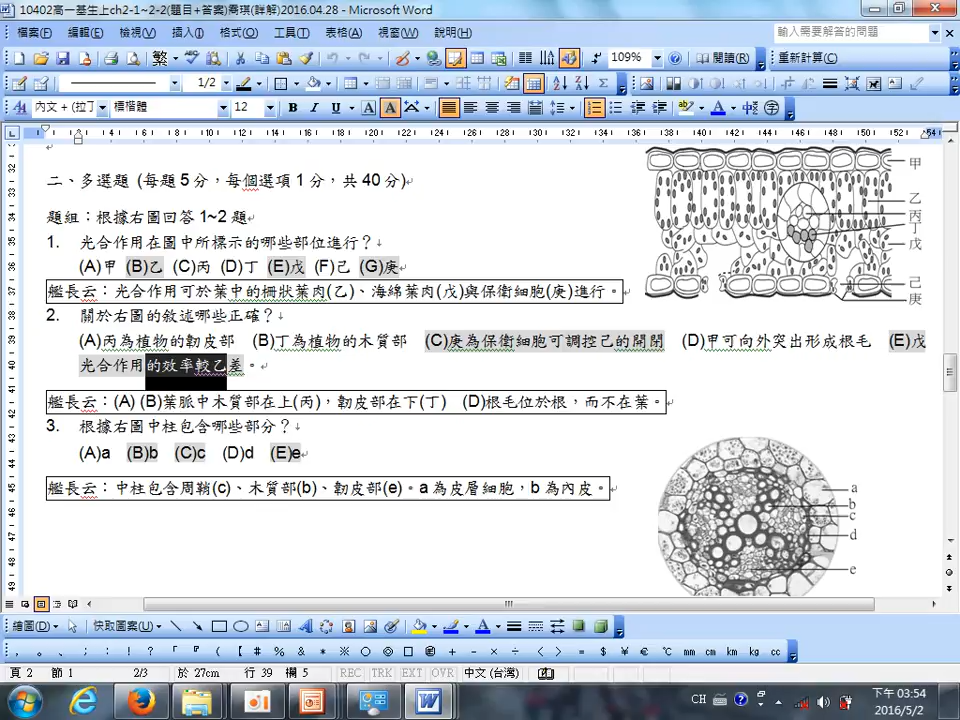 10402高一基生上ch2-1~2-2(題目+答案)喬琪(詳解)2016.04.28 - Microsoft Word
檔案(F) 編輯(E) 檢視(V) 插入(I) 格式(O) 工具(T) 表格(A) 視窗(W) 說明(H) 輸入需要解答的問題
繁 109% 閱讀(R) 重新計算(C)
1/2
內文 + (拉丁 標楷體 12 B I U A A A
二、多選題 (每題 5 分，每個選項 1 分，共 40 分)
題組：根據右圖回答 1~2 題
1. 光合作用在圖中所標示的哪些部位進行？
(A)甲 (B)乙 (C)丙 (D)丁 (E)戊 (F)己 (G)庚
艦長云：光合作用可於葉中的柵狀葉肉(乙)、海綿葉肉(戊)與保衛細胞(庚)進行。
2. 關於右圖的敘述哪些正確？
(A)丙為植物的韌皮部 (B)丁為植物的木質部 (C)庚為保衛細胞可調控己的開閉 (D)甲可向外突出形成根毛 (E)戊
光合作用的效率較乙差。
艦長云：(A) (B)葉脈中木質部在上(丙)，韌皮部在下(丁) (D)根毛位於根，而不在葉。
3. 根據右圖中柱包含哪些部分？
(A)a (B)b (C)c (D)d (E)e
艦長云：中柱包含周鞘(c)、木質部(b)、韌皮部(e)。a 為皮層細胞，b 為內皮。
甲
乙
丙
丁
戊
己
庚
a
b
c
d
e
繪圖(D) 快取圖案(U)
， 。 、 ； ： ！ ？ 「 『 （ 【 # % & * ※ ○ ◎ □ + － × ÷ 〈 〉 ＝ $ ¥ € ℃ mm cm km kg cc
頁 2 節 1 2/3 於 27cm 行 39 欄 5 REC TRK EXT OVR 中文 (台灣)
CH 下午 03:54
2016/5/2